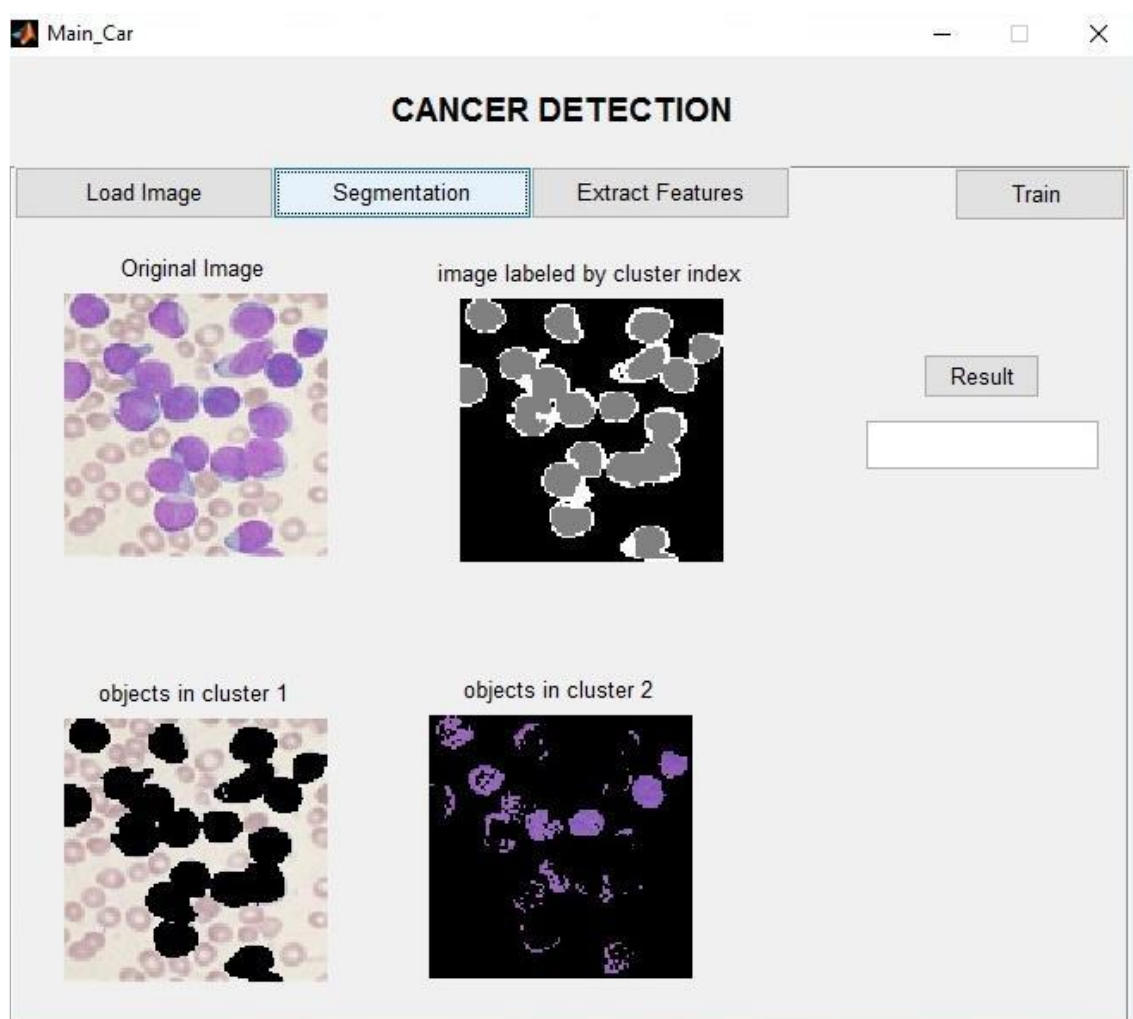 Main_Car
CANCER DETECTION
Load Image
Segmentation
Extract Features
Train
Original Image
image labeled by cluster index
Result
objects in cluster 1
objects in cluster 2